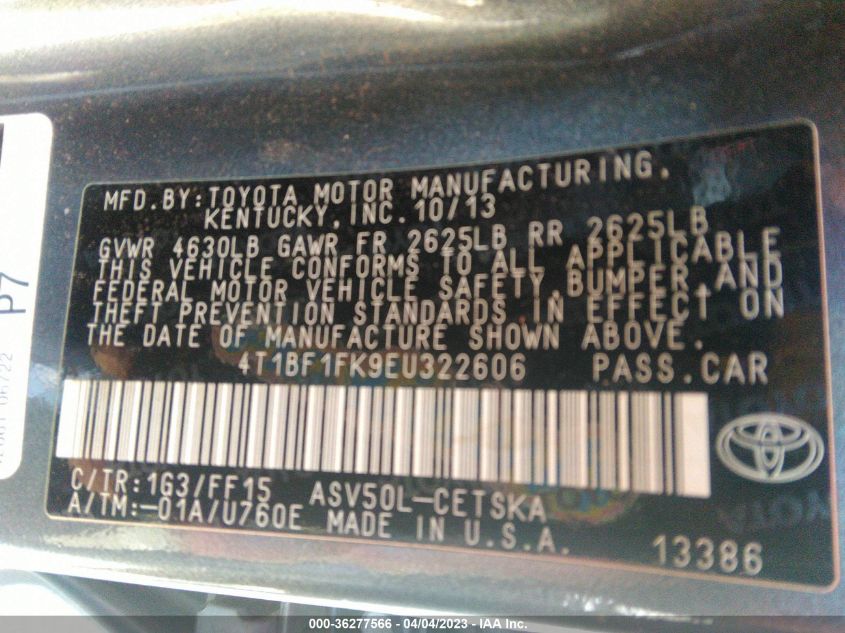 MFD.BY:TOYOTA MOTOR MANUFACTURING,
KENTUCKY,INC.10/13
GVWR 4630LB GAWR FR 2625LB RR 2625LB
THIS VEHICLE CONFORMS TO ALL APPLICABLE
FEDERAL MOTOR VEHICLE SAFETY,BUMPER,AND
THEFT PREVENTION STANDARDS IN EFFECT ON
THE DATE OF MANUFACTURE SHOWN ABOVE.
4T1BF1FK9EU322606 PASS.CAR
C/TR:1G3/FF15 ASV50L-CETSKA
A/TM:-01A/U760E MADE IN U.S.A.
13386
P7
000-36277566 - 04/04/2023 - IAA Inc.